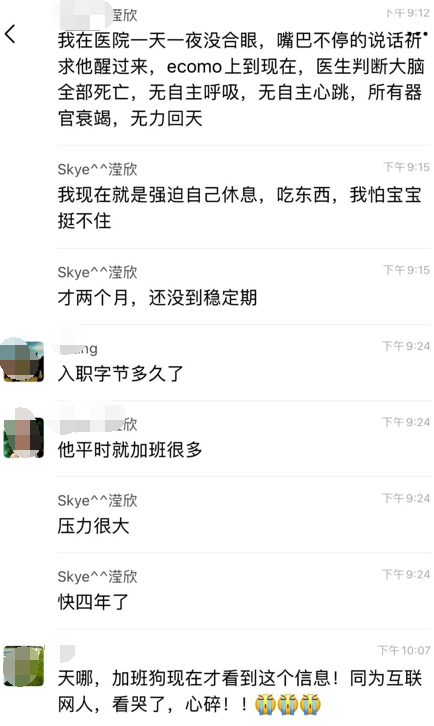 滢欣
下午9:12
我在医院一天一夜没合眼，嘴巴不停的说话祈
求他醒过来，ecomo上到现在，医生判断大脑
全部死亡，无自主呼吸，无自主心跳，所有器
官衰竭，无力回天
Skye^^滢欣
下午9:15
我现在就是强迫自己休息，吃东西，我怕宝宝
挺不住
Skye^^滢欣
下午9:15
才两个月，还没到稳定期
ng
下午9:24
入职字节多久了
滢欣
下午9:24
他平时就加班很多
Skye^^滢欣
下午9:24
压力很大
Skye^^滢欣
下午9:24
快四年了
下午10:07
天哪，加班狗现在才看到这个信息！同为互联
网人，看哭了，心碎！！😭😭😭